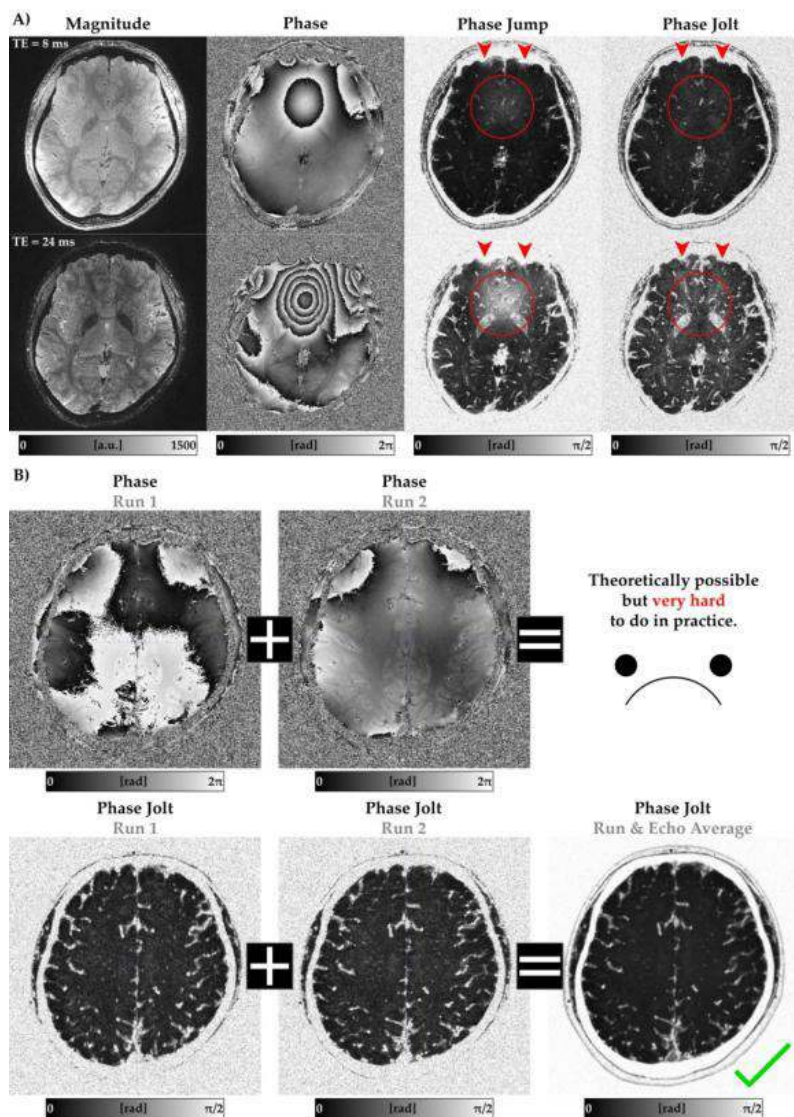 A)
Magnitude Phase Phase Jump Phase Jolt
TE = 8 ms
TE = 24 ms
0 [a.u.] 1500 0 [rad] 2π 0 [rad] π/2 0 [rad] π/2
B)
Phase Phase
Run 1 Run 2
Theoretically possible
but very hard
to do in practice.
0 [rad] 2π 0 [rad] 2π
Phase Jolt Phase Jolt Phase Jolt
Run 1 Run 2 Run & Echo Average
0 [rad] π/2 0 [rad] π/2 0 [rad] π/2